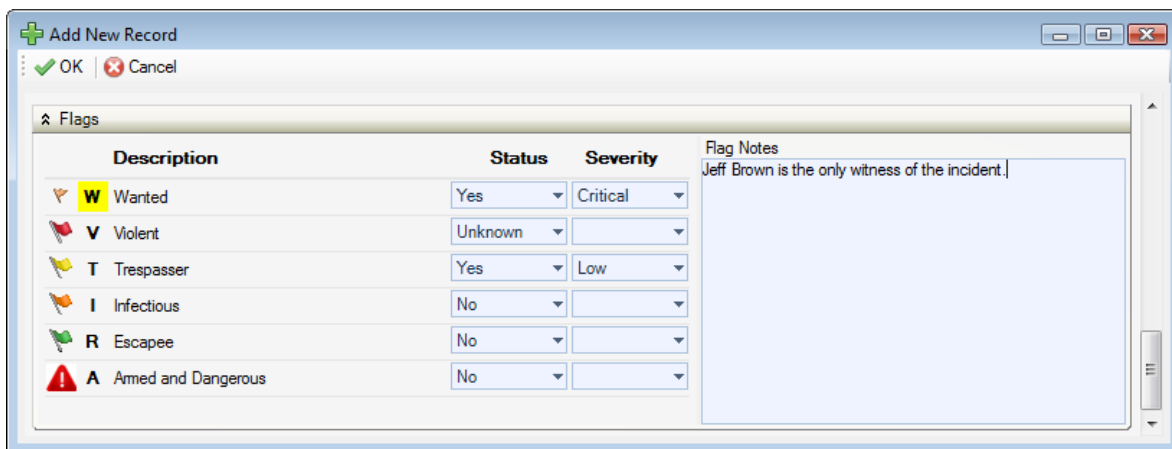 Add New Record
OK Cancel
Flags
Description Status Severity Flag Notes
Jeff Brown is the only witness of the incident.
W Wanted Yes Critical
V Violent Unknown
T Trespasser Yes Low
I Infectious No
R Escapee No
A Armed and Dangerous No